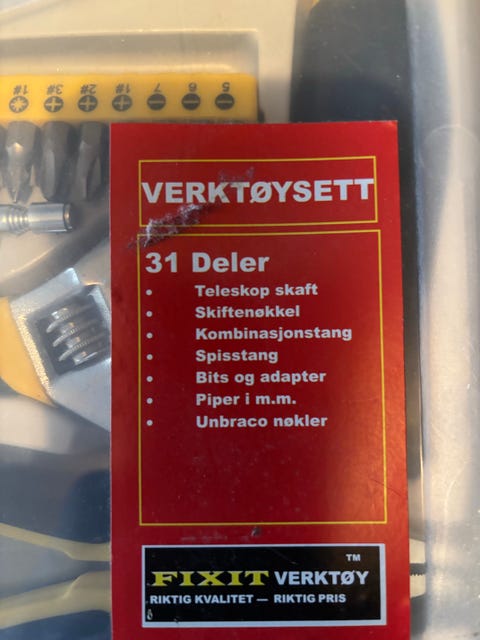 #1 #3 #2 #1 7 6 5
VERKTØYSETT
31 Deler
• Teleskop skaft
• Skiftenøkkel
• Kombinasjonstang
• Spisstang
• Bits og adapter
• Piper i m.m.
• Unbraco nøkler
TM
FIXIT VERKTØY
RIKTIG KVALITET — RIKTIG PRIS